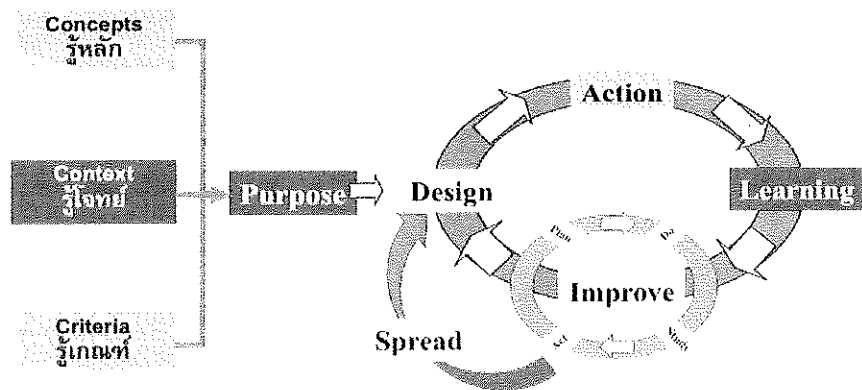 Concepts
รู้หลัก
Context
รู้โจทย์
Criteria
รู้เกณฑ์
Purpose
Design
Action
Learning
Improve
Plan
Do
Study
Act
Spread